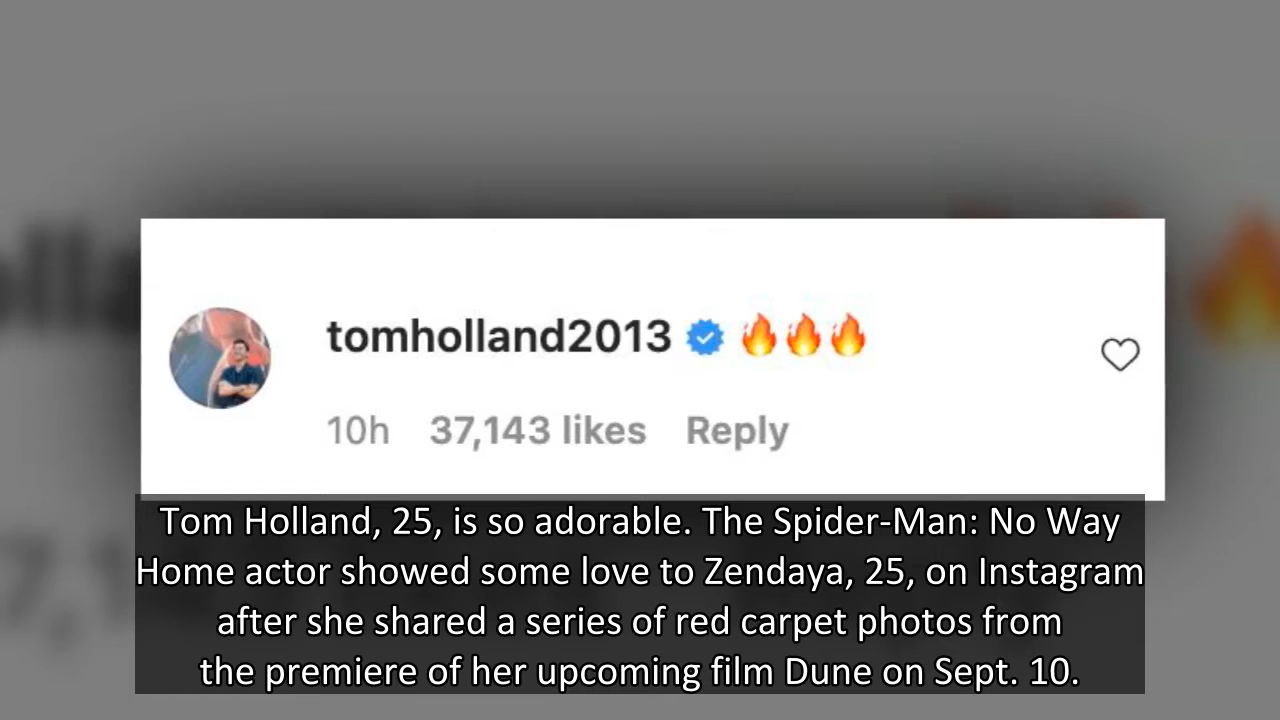 tomholland2013 🔥🔥🔥
10h 37,143 likes Reply
Tom Holland, 25, is so adorable. The Spider-Man: No Way
Home actor showed some love to Zendaya, 25, on Instagram
after she shared a series of red carpet photos from
the premiere of her upcoming film Dune on Sept. 10.